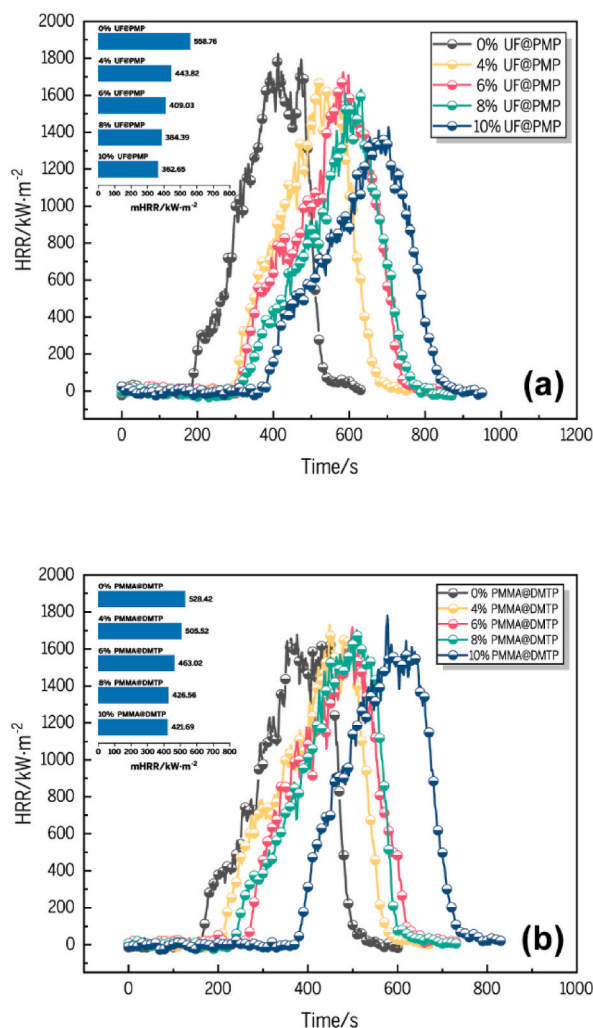 2000
1800
1600
1400
1200
1000
800
600
400
200
0
HRR/kW·m-2
0% UF@PMP
558.76
4% UF@PMP
443.82
6% UF@PMP
409.03
8% UF@PMP
384.39
10% UF@PMP
362.65
0 100 200 300 400 500 600 700 800
mHRR/kW·m-2
0% UF@PMP
4% UF@PMP
6% UF@PMP
8% UF@PMP
10% UF@PMP
(a)
0 200 400 600 800 1000 1200
Time/s
2000
1800
1600
1400
1200
1000
800
600
400
200
0
HRR/kW·m-2
0% PMMA@DMTP
528.42
4% PMMA@DMTP
505.52
6% PMMA@DMTP
463.02
8% PMMA@DMTP
426.56
10% PMMA@DMTP
421.69
0 100 200 300 400 500 600 700 800
mHRR/kW·m-2
0% PMMA@DMTP
4% PMMA@DMTP
6% PMMA@DMTP
8% PMMA@DMTP
10% PMMA@DMTP
(b)
0 200 400 600 800 1000
Time/s